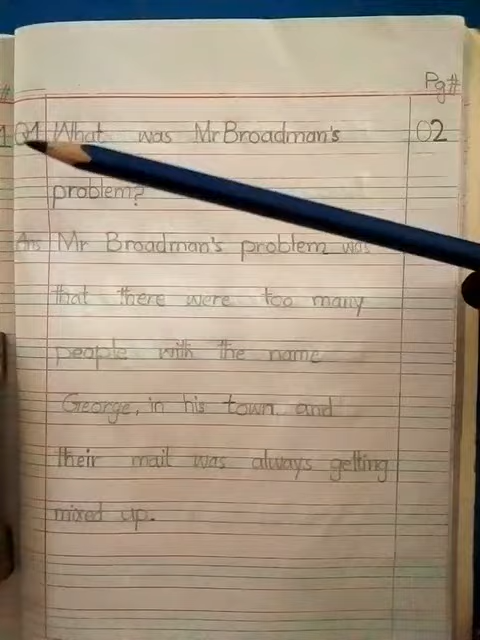 Pg#
Q1 What was Mr Broadman's 02
problem?
Ans Mr Broadman's problem was
that there were too many
people with the name
George, in his town and
their mail was always getting
mixed up.